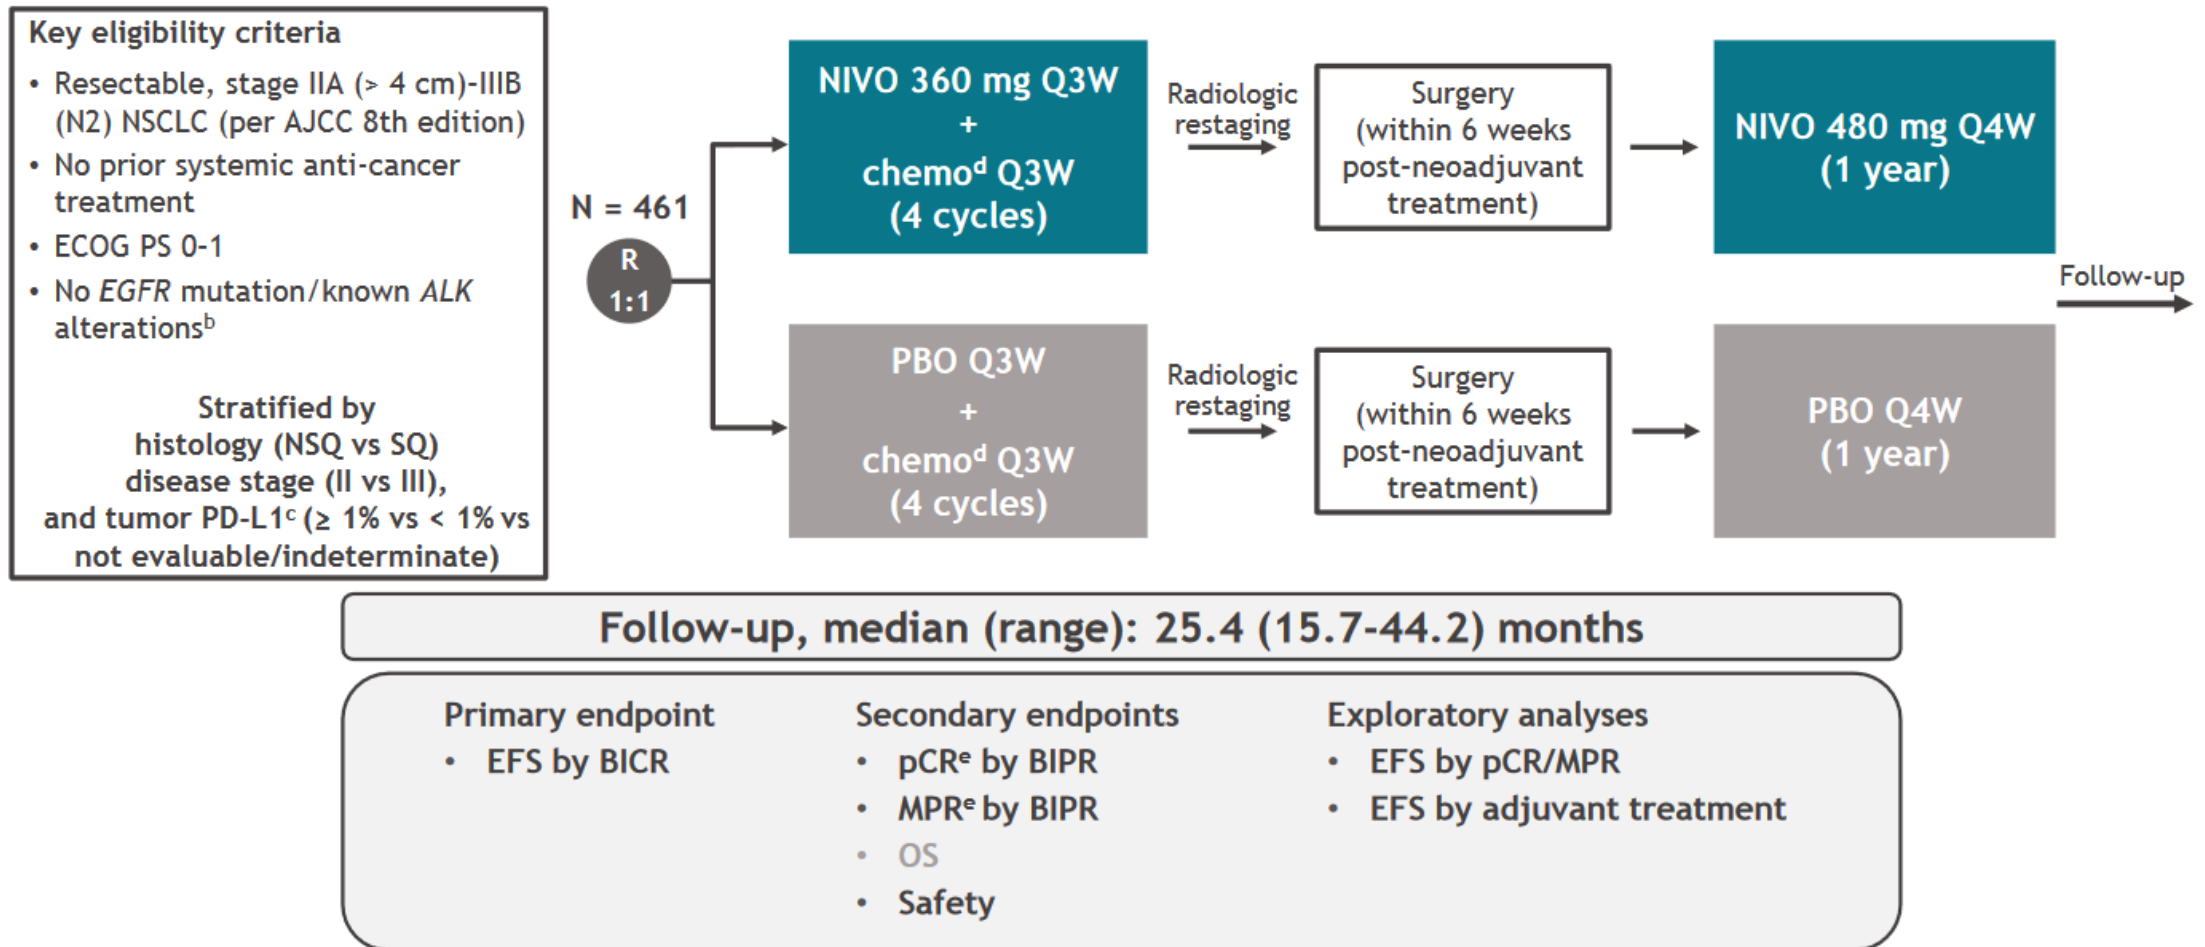 Key eligibility criteria
• Resectable, stage IIA (> 4 cm)-IIIB
(N2) NSCLC (per AJCC 8th edition)
• No prior systemic anti-cancer
treatment
• ECOG PS 0-1
• No EGFR mutation/known ALK
alterationsᵇ
Stratified by
histology (NSQ vs SQ)
disease stage (II vs III),
and tumor PD-L1ᶜ (≥ 1% vs < 1% vs
not evaluable/indeterminate)
N = 461
R
1:1
NIVO 360 mg Q3W
+
chemoᵈ Q3W
(4 cycles)
Radiologic
restaging
Surgery
(within 6 weeks
post-neoadjuvant
treatment)
NIVO 480 mg Q4W
(1 year)
PBO Q3W
+
chemoᵈ Q3W
(4 cycles)
Radiologic
restaging
Surgery
(within 6 weeks
post-neoadjuvant
treatment)
PBO Q4W
(1 year)
Follow-up
Follow-up, median (range): 25.4 (15.7-44.2) months
Primary endpoint
• EFS by BICR
Secondary endpoints
• pCRᵉ by BIPR
• MPRᵉ by BIPR
• OS
• Safety
Exploratory analyses
• EFS by pCR/MPR
• EFS by adjuvant treatment